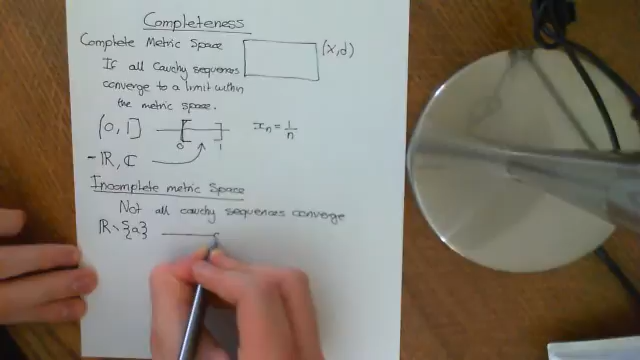 Completeness
Complete Metric Space (X,d)
If all Cauchy sequences
converge to a limit within
the metric space.
(0, 1] 0 1 xₙ = 1/n
- ℝ, ℂ
Incomplete metric Space
Not all cauchy sequences converge
ℝ \ {a}